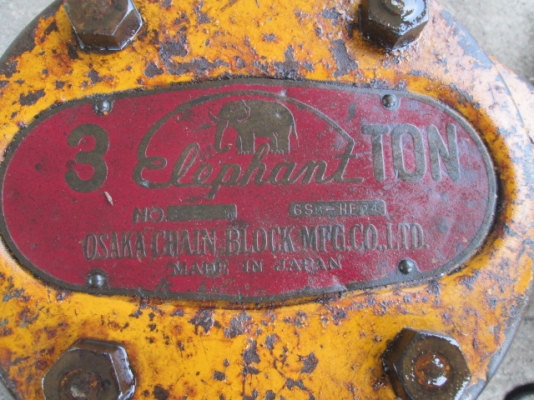 3 Elephant TON
NO.
OSAKA CHAIN BLOCK MFG.CO.,LTD.
MADE IN JAPAN